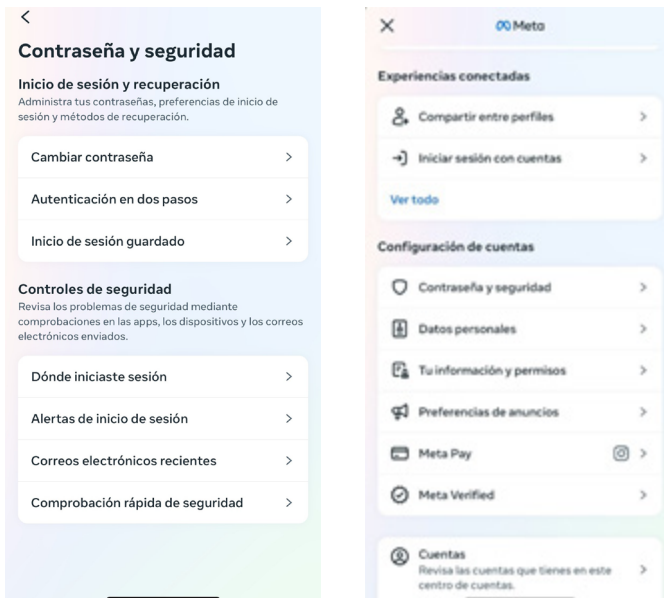 Contraseña y seguridad
Inicio de sesión y recuperación
Administra tus contraseñas, preferencias de inicio de
sesión y métodos de recuperación.
Cambiar contraseña
Autenticación en dos pasos
Inicio de sesión guardado
Controles de seguridad
Revisa los problemas de seguridad mediante
comprobaciones en las apps, los dispositivos y los correos
electrónicos enviados.
Dónde iniciaste sesión
Alertas de inicio de sesión
Correos electrónicos recientes
Comprobación rápida de seguridad
Meta
Experiencias conectadas
Compartir entre perfiles
Iniciar sesión con cuentas
Ver todo
Configuración de cuentas
Contraseña y seguridad
Datos personales
Tu información y permisos
Preferencias de anuncios
Meta Pay
Meta Verified
Cuentas
Revisa las cuentas que tienes en este
centro de cuentas.